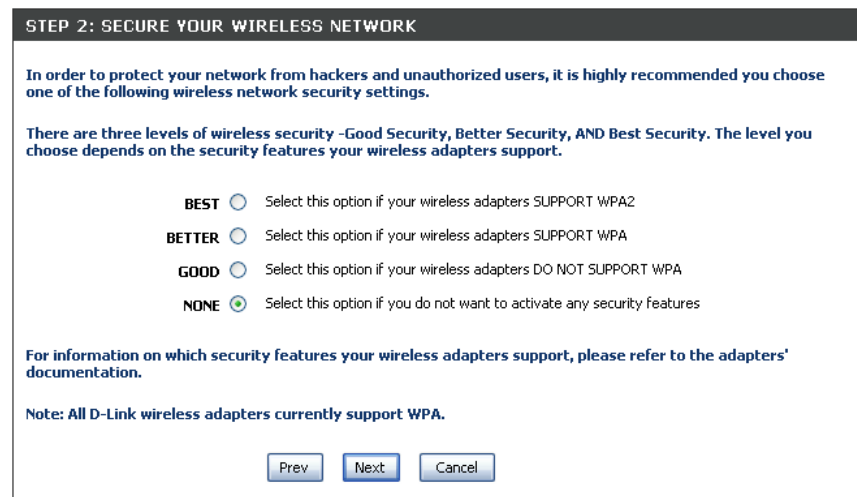 STEP 2: SECURE YOUR WIRELESS NETWORK
In order to protect your network from hackers and unauthorized users, it is highly recommended you choose
one of the following wireless network security settings.
There are three levels of wireless security -Good Security, Better Security, AND Best Security. The level you
choose depends on the security features your wireless adapters support.
BEST Select this option if your wireless adapters SUPPORT WPA2
BETTER Select this option if your wireless adapters SUPPORT WPA
GOOD Select this option if your wireless adapters DO NOT SUPPORT WPA
NONE Select this option if you do not want to activate any security features
For information on which security features your wireless adapters support, please refer to the adapters'
documentation.
Note: All D-Link wireless adapters currently support WPA.
Prev Next Cancel